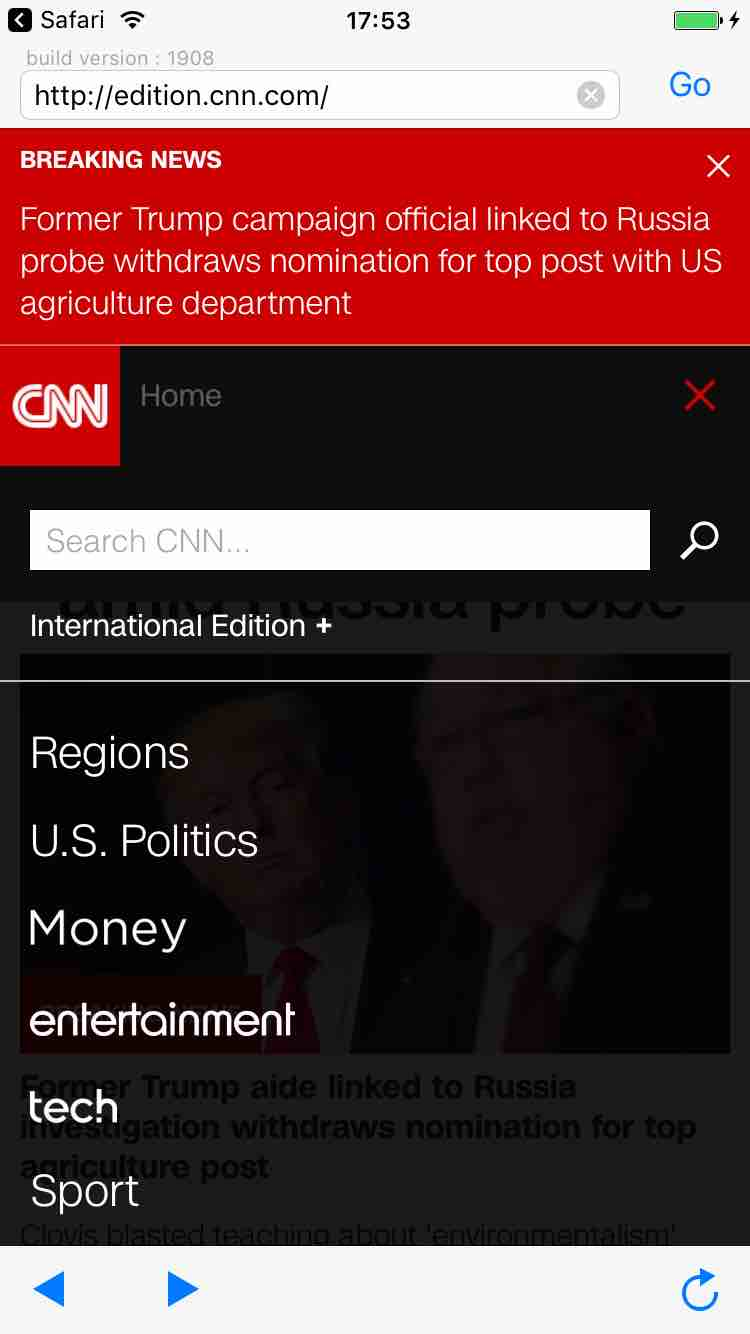 Safari
17:53
build version : 1908
http://edition.cnn.com/
Go
BREAKING NEWS
Former Trump campaign official linked to Russia
probe withdraws nomination for top post with US
agriculture department
CNN
Home
Search CNN...
amid Russia probe
International Edition +
Regions
U.S. Politics
Money
entertainment
tech
Former Trump aide linked to Russia
investigation withdraws nomination for top
agriculture post
Sport
Clovis blasted teaching about 'environmentalism'